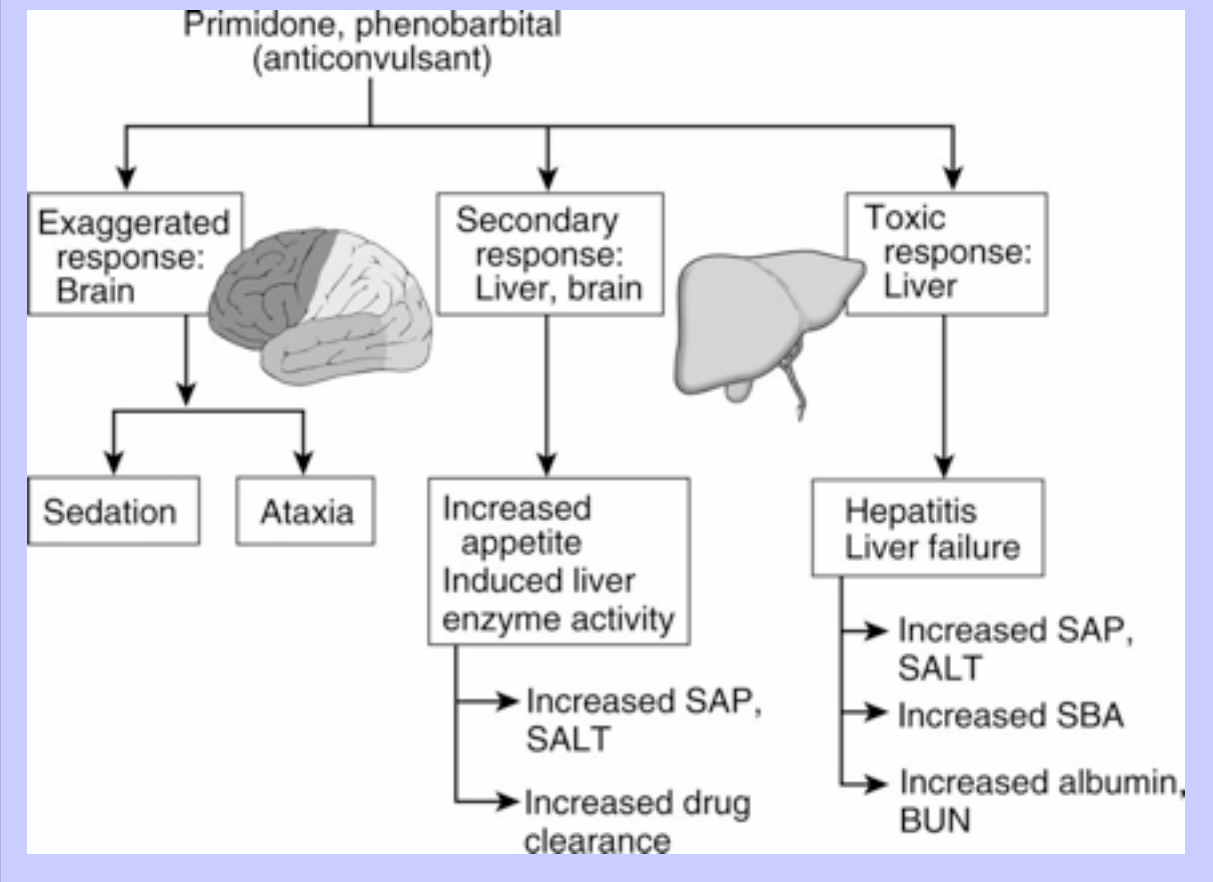 Primidone, phenobarbital
(anticonvulsant)
Exaggerated
response:
Brain
Secondary
response:
Liver, brain
Toxic
response:
Liver
Sedation
Ataxia
Increased
appetite
Induced liver
enzyme activity
Increased SAP,
SALT
Increased drug
clearance
Hepatitis
Liver failure
Increased SAP,
SALT
Increased SBA
Increased albumin,
BUN